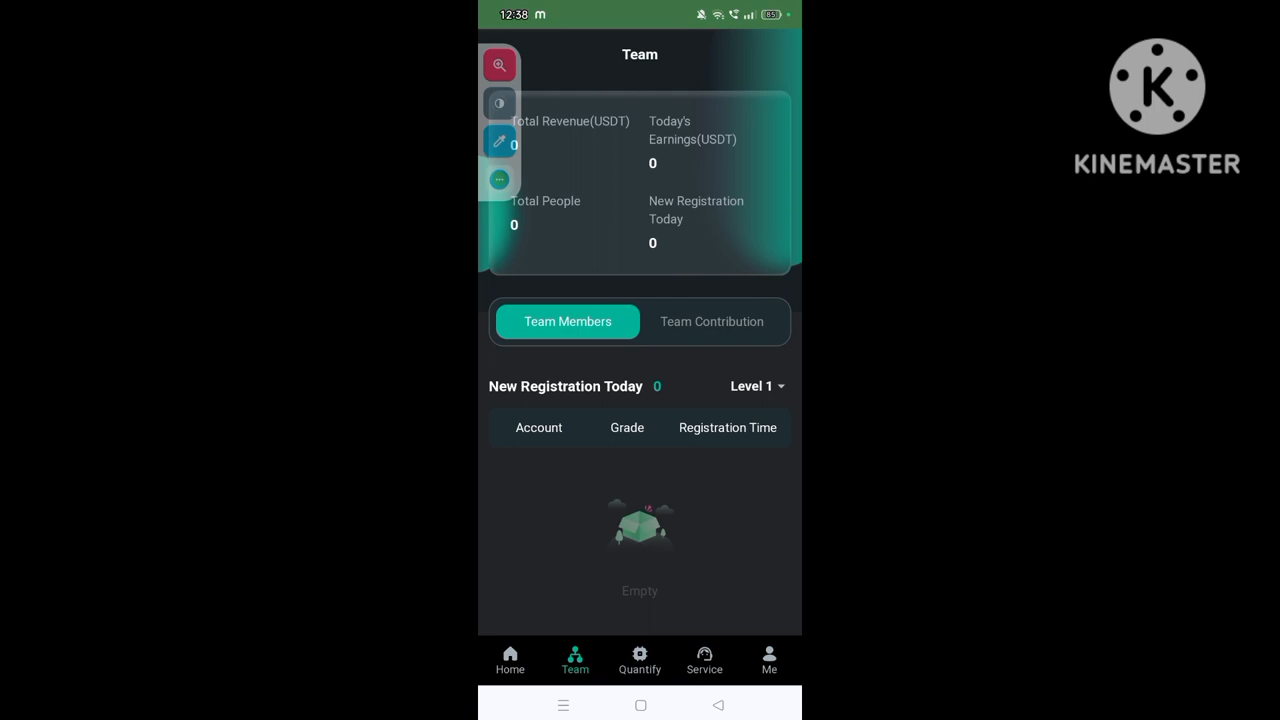 12:38 m
85
Team
Total Revenue(USDT)
0
Today's
Earnings(USDT)
0
Total People
0
New Registration
Today
0
Team Members
Team Contribution
New Registration Today 0
Level 1
Account Grade Registration Time
Empty
Home Team Quantify Service Me
K
KINEMASTER